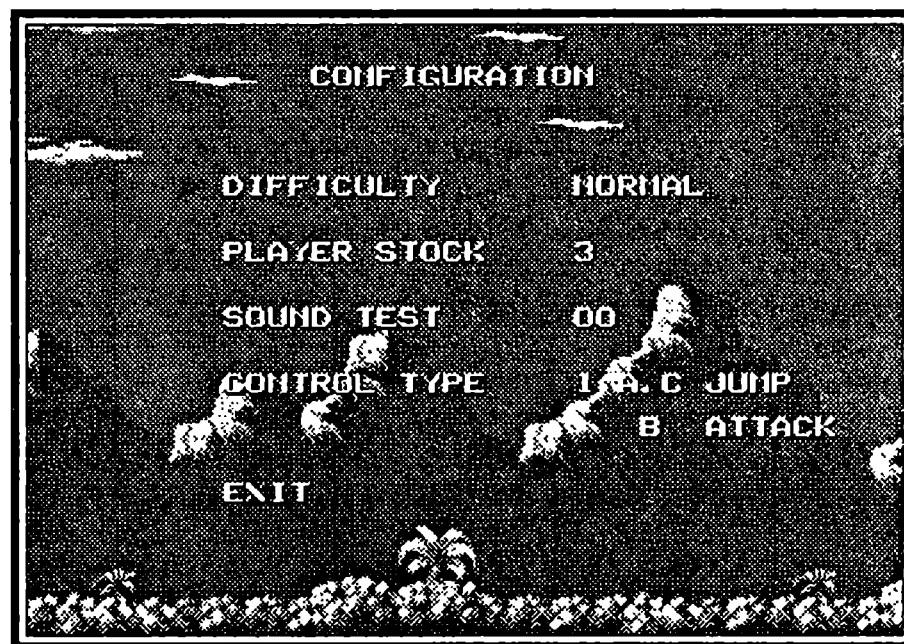 CONFIGURATION
DIFFICULTY NORMAL
PLAYER STOCK 3
SOUND TEST 00
CONTROL TYPE 1 A.C JUMP
B ATTACK
EXIT